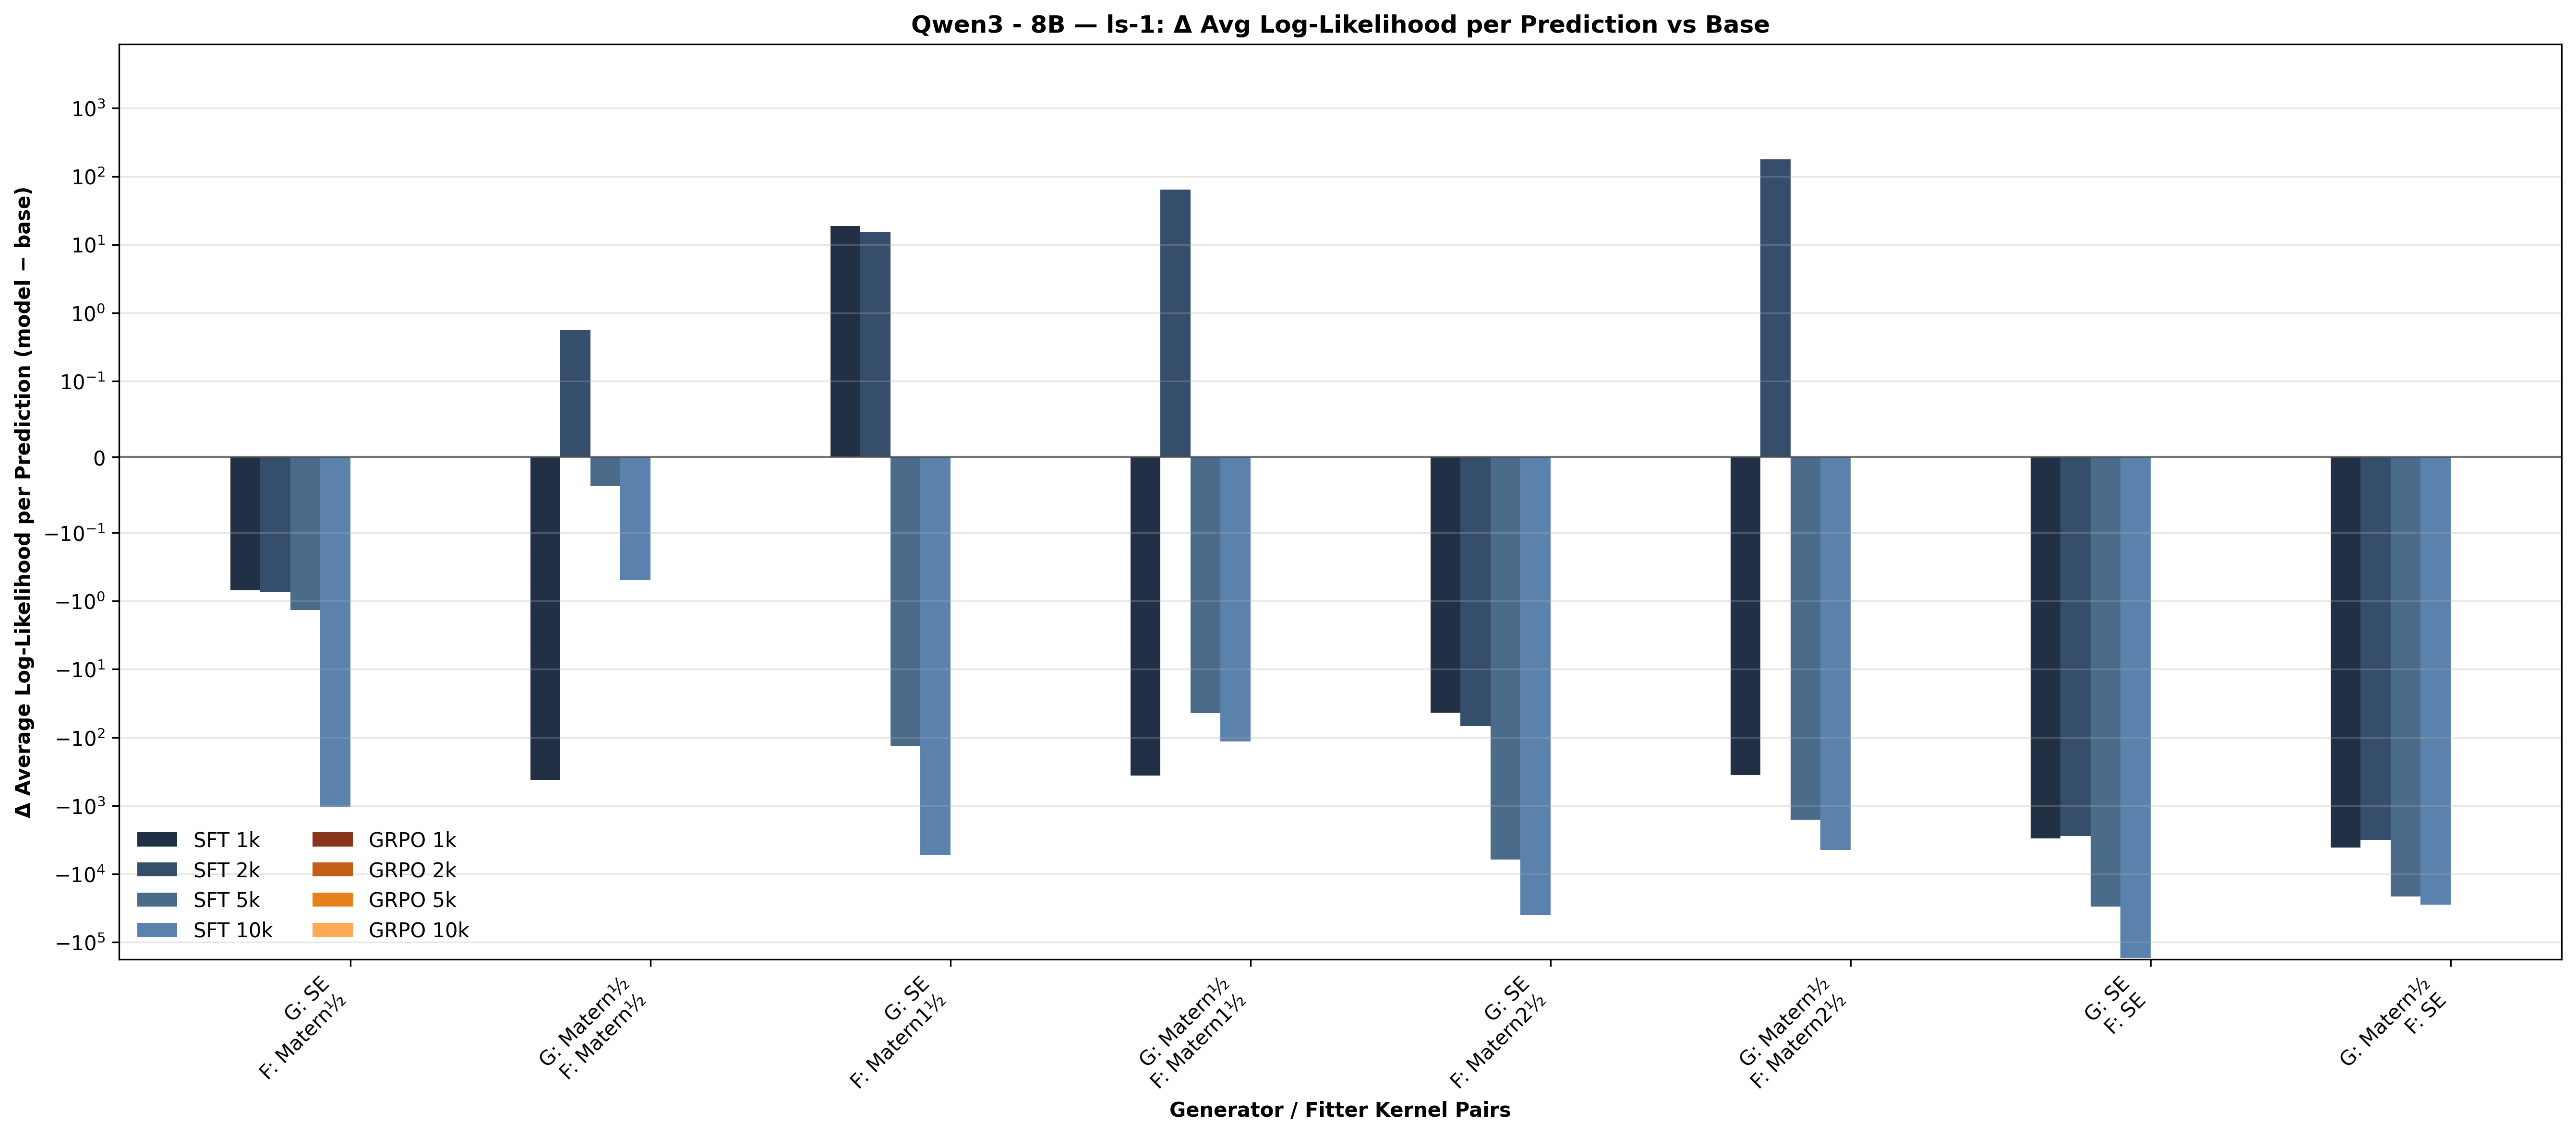 Qwen3 - 8B — ls-1: Δ Avg Log-Likelihood per Prediction vs Base
Δ Average Log-Likelihood per Prediction (model − base)
10³
10²
10¹
10⁰
10⁻¹
0
−10⁻¹
−10⁰
−10¹
−10²
−10³
−10⁴
−10⁵
SFT 1k
SFT 2k
SFT 5k
SFT 10k
GRPO 1k
GRPO 2k
GRPO 5k
GRPO 10k
G: SE
F: Matern½
G: Matern½
F: Matern½
G: SE
F: Matern1½
G: Matern½
F: Matern1½
G: SE
F: Matern2½
G: Matern½
F: Matern2½
G: SE
F: SE
G: Matern½
F: SE
Generator / Fitter Kernel Pairs